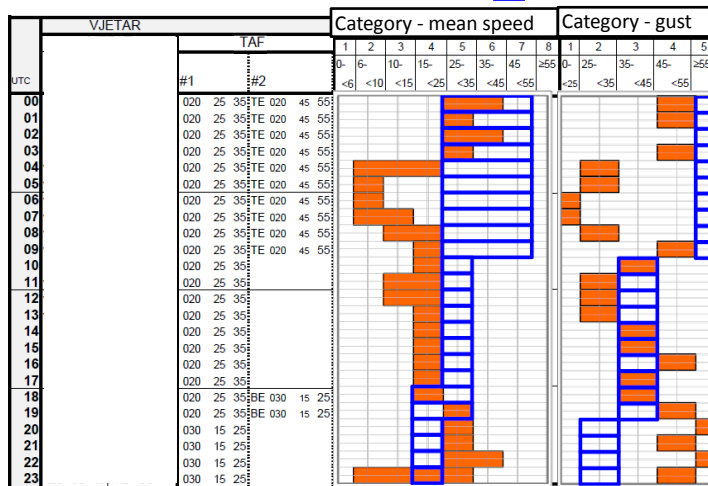 VJETAR Category - mean speed Category - gust
TAF 1 2 3 4 5 6 7 8 1 2 3 4 5
0- 6- 10- 15- 25- 35- 45 ≥55 0- 25- 35- 45- ≥55
UTC #1 #2 <6 <10 <15 <25 <35 <45 <55 <25 <35 <45 <55
00 020 25 35 TE 020 45 55
01 020 25 35 TE 020 45 55
02 020 25 35 TE 020 45 55
03 020 25 35 TE 020 45 55
04 020 25 35 TE 020 45 55
05 020 25 35 TE 020 45 55
06 020 25 35 TE 020 45 55
07 020 25 35 TE 020 45 55
08 020 25 35 TE 020 45 55
09 020 25 35 TE 020 45 55
10 020 25 35
11 020 25 35
12 020 25 35
13 020 25 35
14 020 25 35
15 020 25 35
16 020 25 35
17 020 25 35
18 020 25 35 BE 030 15 25
19 020 25 35 BE 030 15 25
20 030 15 25
21 030 15 25
22 030 15 25
23 030 15 25